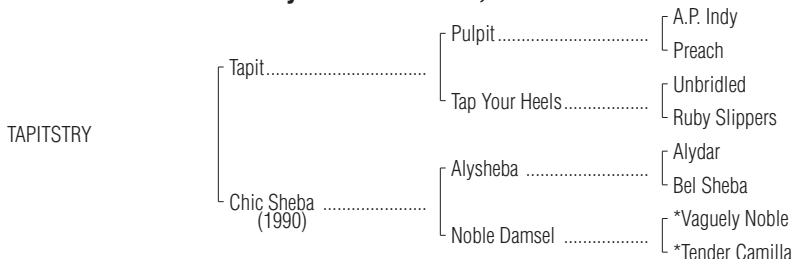 A.P. Indy
Pulpit
Preach
Tapit
Unbridled
Tap Your Heels
Ruby Slippers
TAPITSTRY
Alydar
Alysheba
Bel Sheba
Chic Sheba
(1990)
*Vaguely Noble
Noble Damsel
*Tender Camilla